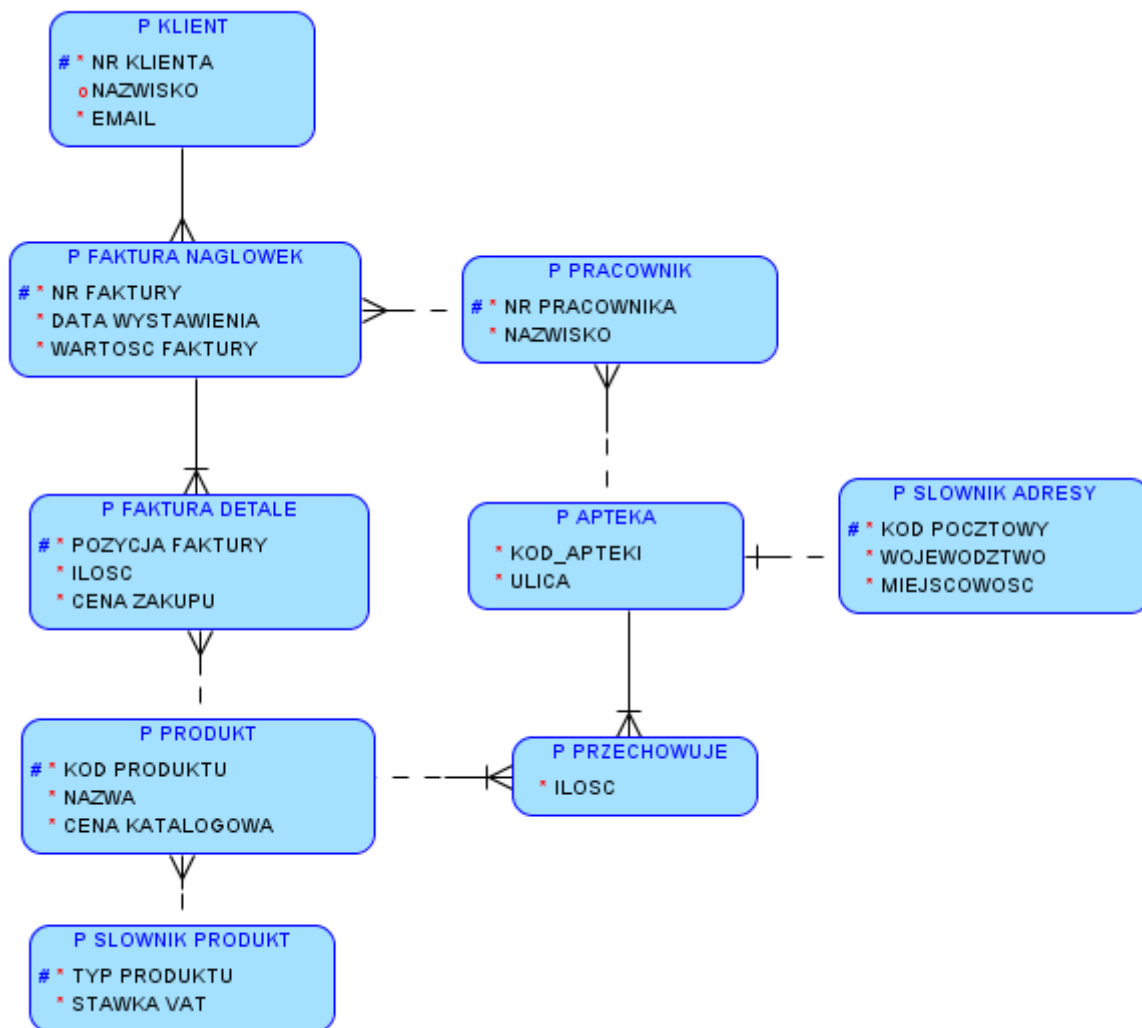 P KLIENT
# * NR KLIENTA
o NAZWISKO
* EMAIL
P FAKTURA NAGLOWEK
# * NR FAKTURY
* DATA WYSTAWIENIA
* WARTOSC FAKTURY
P PRACOWNIK
# * NR PRACOWNIKA
* NAZWISKO
P FAKTURA DETALE
# * POZYCJA FAKTURY
* ILOSC
* CENA ZAKUPU
P APTEKA
* KOD_APTEKI
* ULICA
P SLOWNIK ADRESY
# * KOD POCZTOWY
* WOJEWODZTWO
* MIEJSCOWOSC
P PRODUKT
# * KOD PRODUKTU
* NAZWA
* CENA KATALOGOWA
P PRZECHOWUJE
* ILOSC
P SLOWNIK PRODUKT
# * TYP PRODUKTU
* STAWKA VAT